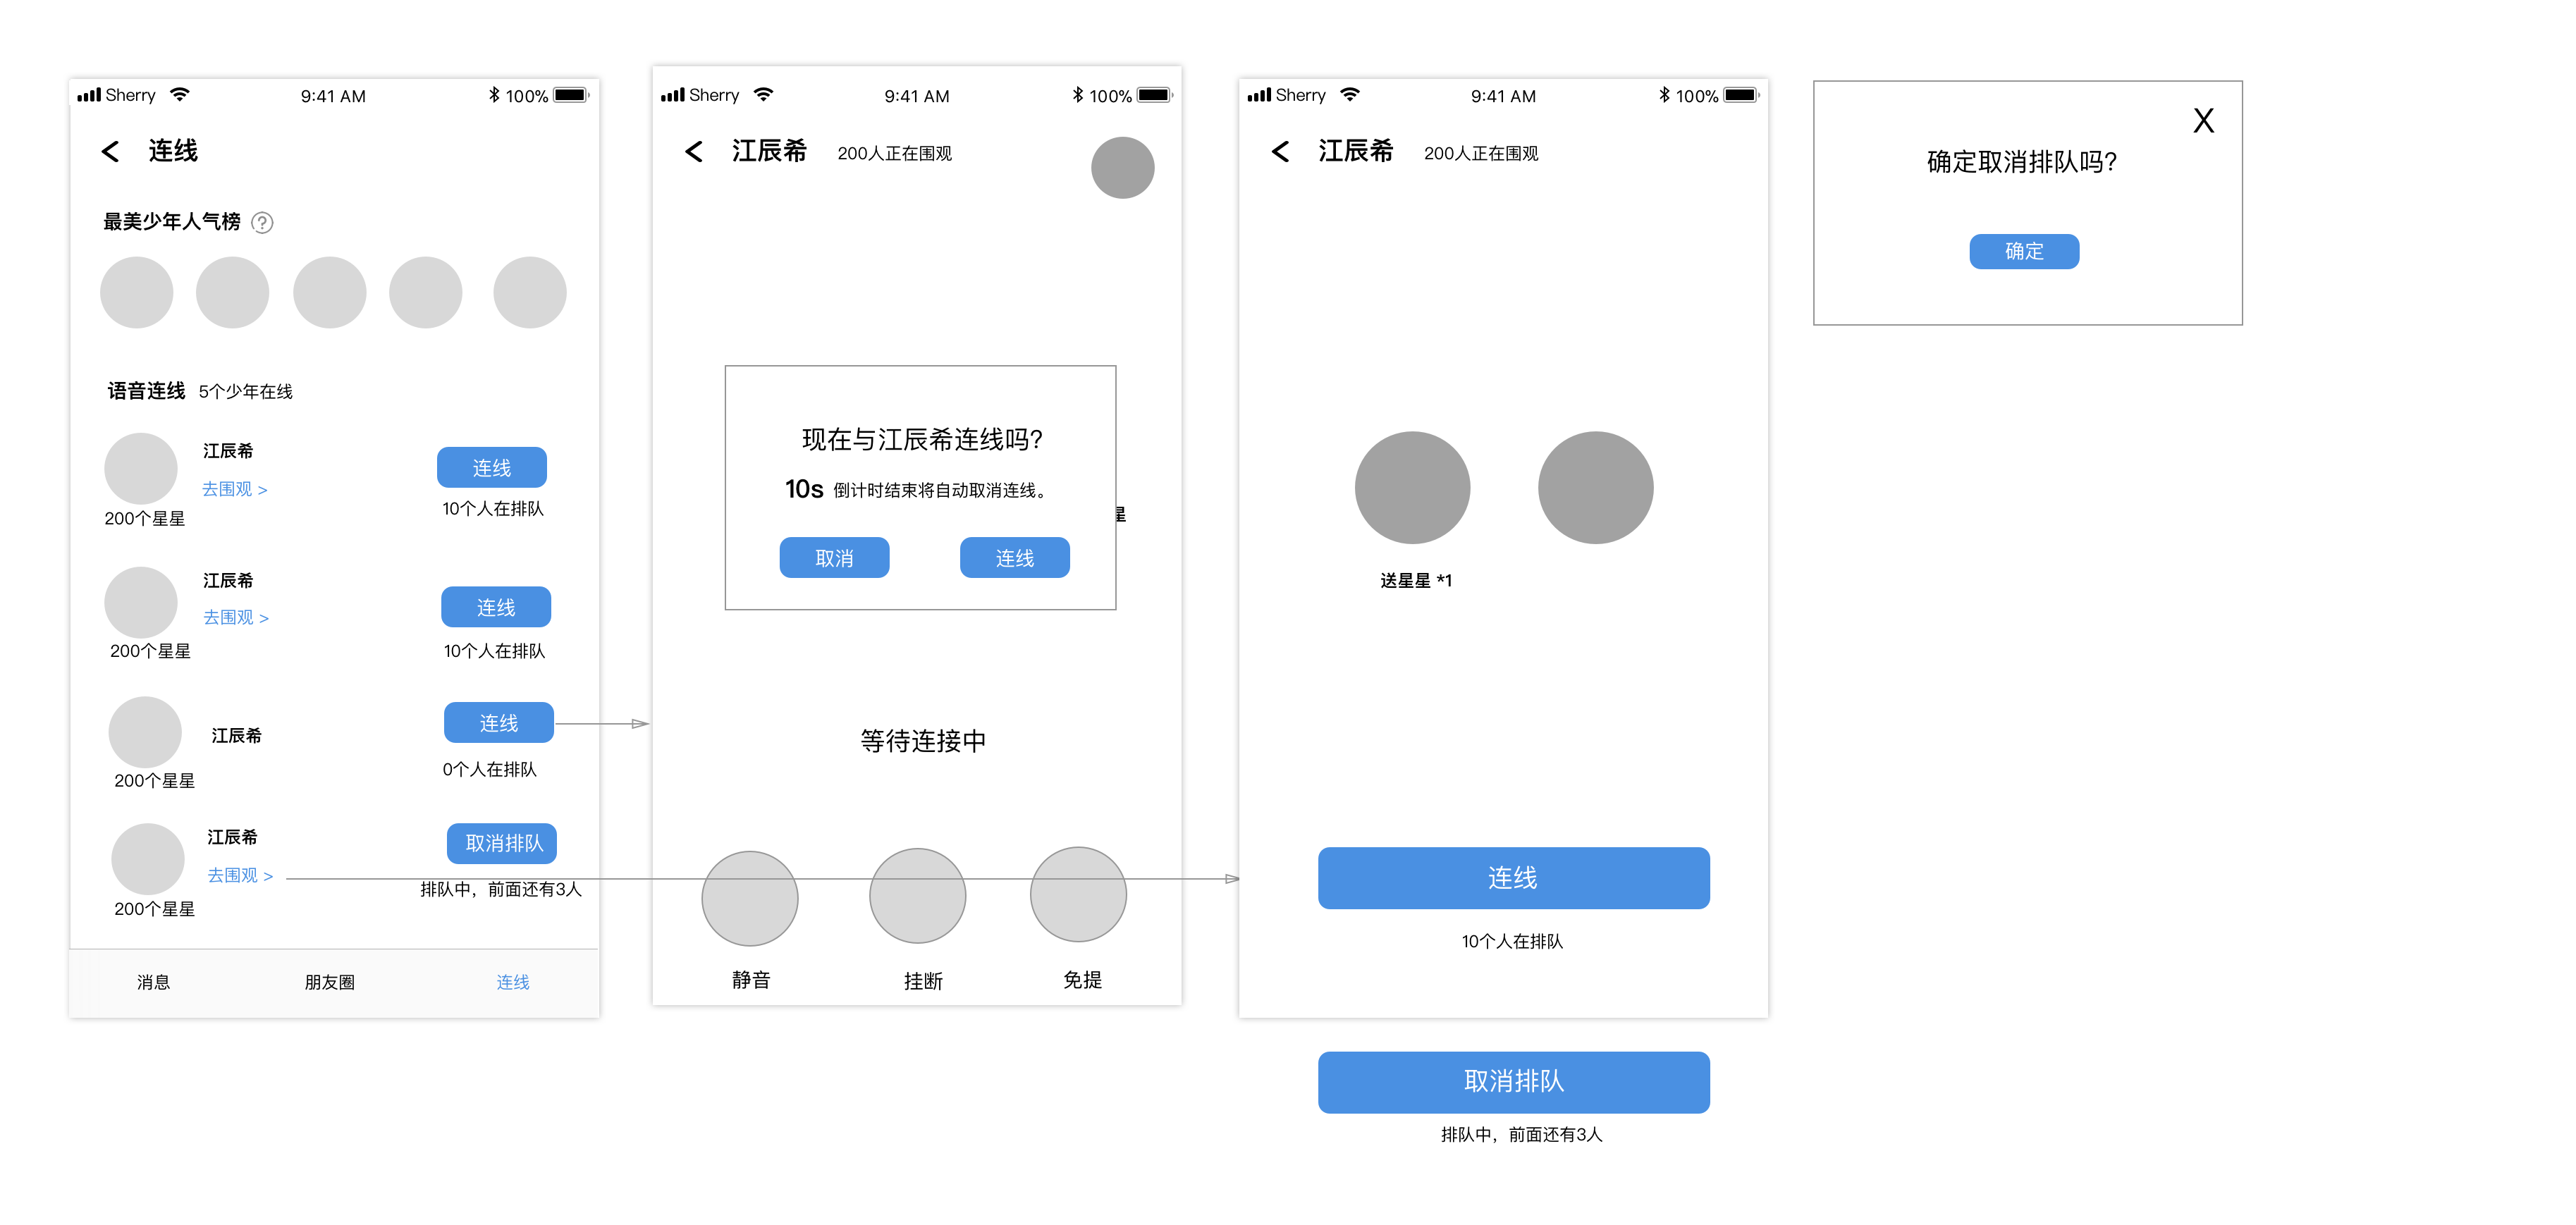 Sherry 9:41 AM 100%
连线
最美少年人气榜 ?
语音连线 5个少年在线
江辰希
去围观 >
200个星星
连线
10个人在排队
江辰希
去围观 >
200个星星
连线
10个人在排队
江辰希
200个星星
连线
0个人在排队
江辰希
去围观 >
200个星星
取消排队
排队中，前面还有3人
消息 朋友圈 连线
Sherry 9:41 AM 100%
江辰希 200人正在围观
现在与江辰希连线吗?
10s 倒计时结束将自动取消连线。
取消 连线
星
等待连接中
静音 挂断 免提
Sherry 9:41 AM 100%
江辰希 200人正在围观
送星星 *1
连线
10个人在排队
取消排队
排队中，前面还有3人
X
确定取消排队吗?
确定